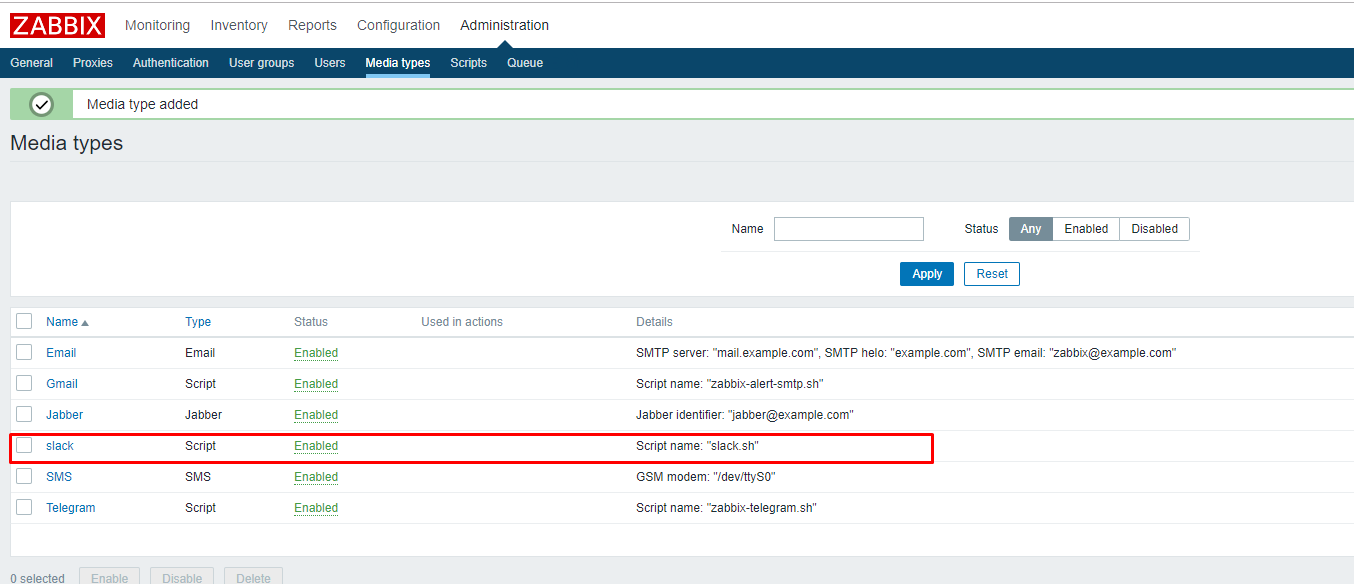 ZABBIX Monitoring Inventory Reports Configuration Administration
General Proxies Authentication User groups Users Media types Scripts Queue
Media type added
Media types
Name Status Any Enabled Disabled
Apply Reset
Name Type Status Used in actions Details
Email Email Enabled SMTP server: "mail.example.com", SMTP helo: "example.com", SMTP email: "zabbix@example.com"
Gmail Script Enabled Script name: "zabbix-alert-smtp.sh"
Jabber Jabber Enabled Jabber identifier: "jabber@example.com"
slack Script Enabled Script name: "slack.sh"
SMS SMS Enabled GSM modem: "/dev/ttyS0"
Telegram Script Enabled Script name: "zabbix-telegram.sh"
0 selected Enable Disable Delete